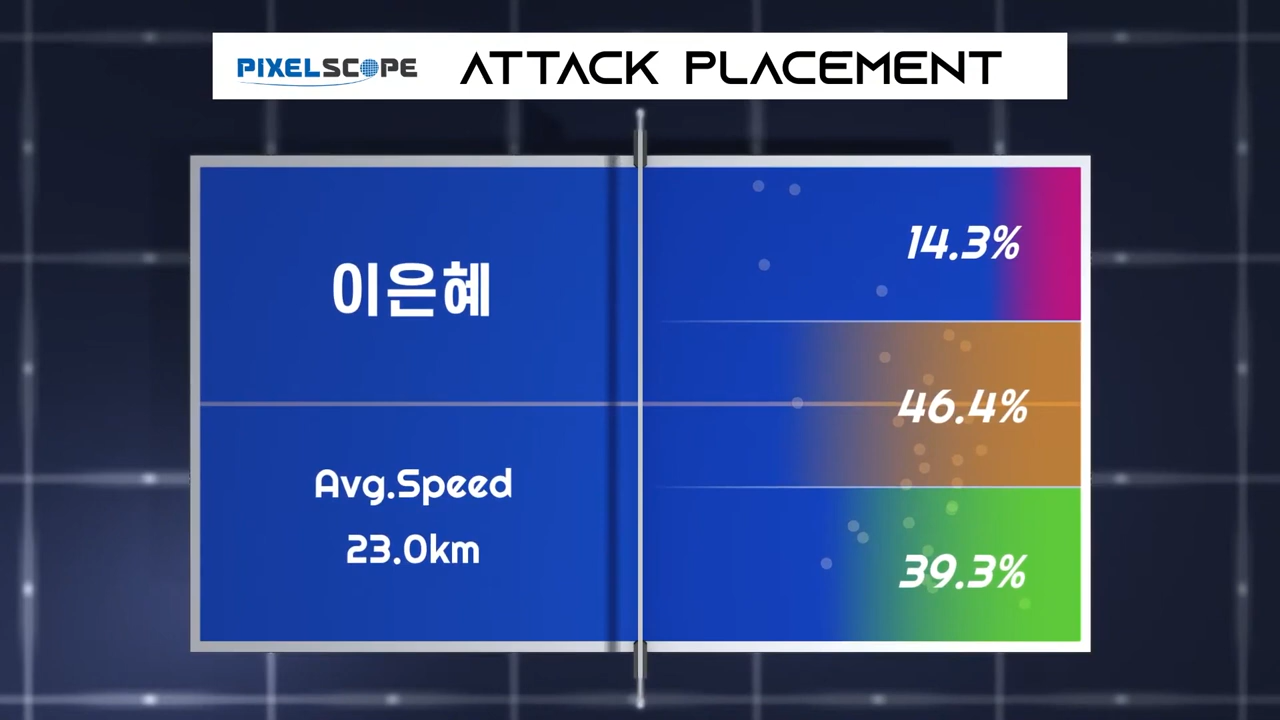 PIXELSCOPE ATTACK PLACEMENT
이은혜
Avg.Speed
23.0km
14.3%
46.4%
39.3%